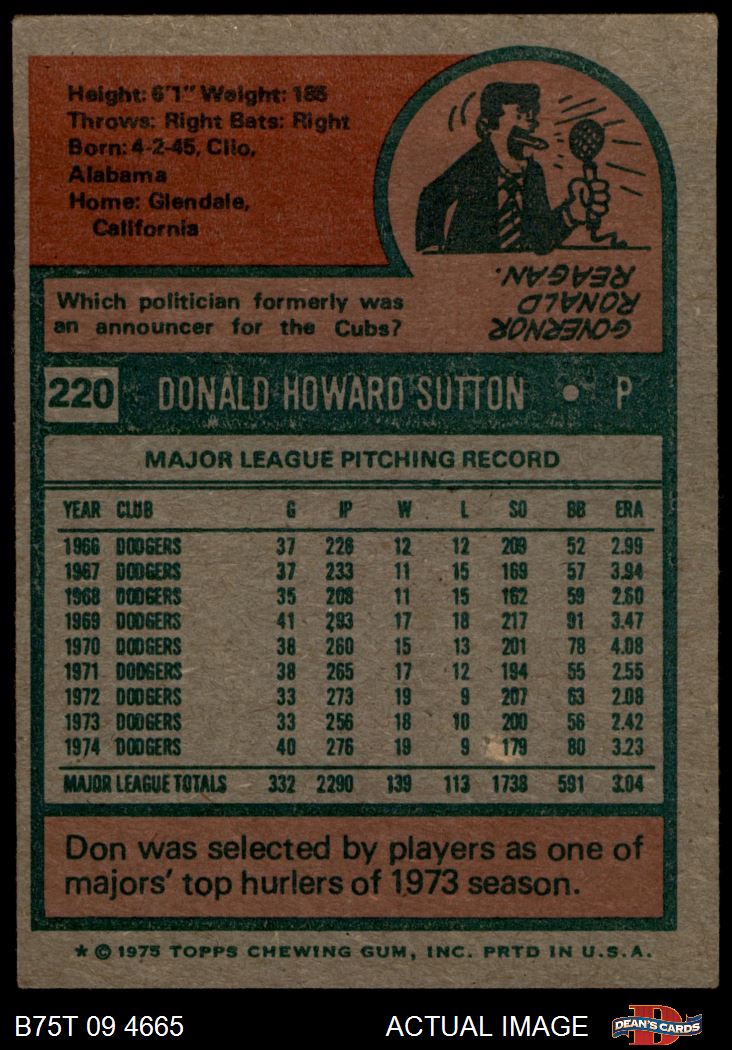 Height: 6'1" Weight: 185
Throws: Right Bats: Right
Born: 4-2-45, Clio,
Alabama
Home: Glendale,
California
Which politician formerly was
an announcer for the Cubs?
GOVERNOR
RONALD
REAGAN.
220 DONALD HOWARD SUTTON • P
MAJOR LEAGUE PITCHING RECORD
YEAR CLUB G IP W L SO BB ERA
1966 DODGERS 37 226 12 12 209 52 2.99
1967 DODGERS 37 233 11 15 169 57 3.94
1968 DODGERS 35 208 11 15 162 59 2.60
1969 DODGERS 41 293 17 18 217 91 3.47
1970 DODGERS 38 260 15 13 201 78 4.08
1971 DODGERS 38 265 17 12 194 55 2.55
1972 DODGERS 33 273 19 9 207 63 2.08
1973 DODGERS 33 256 18 10 200 56 2.42
1974 DODGERS 40 276 19 9 179 80 3.23
MAJOR LEAGUE TOTALS 332 2290 139 113 1738 591 3.04
Don was selected by players as one of
majors' top hurlers of 1973 season.
* © 1975 TOPPS CHEWING GUM, INC. PRTD IN U.S.A.
B75T 09 4665 ACTUAL IMAGE D DEAN'S CARDS